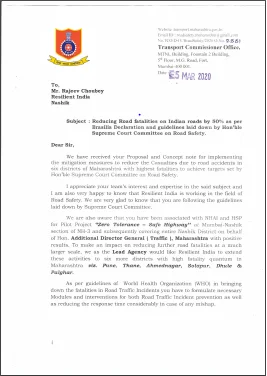 Transport Commissioner Office,
MTNL Building, Fountain 2 Building,
5th Floor, M.G. Road, Fort,
Mumbai 400001.
Date
05 MAR 2020
To,
Mr. Rajeev Choubey
Resilient India
Nashik
Subject : Reducing Road fatalities on Indian roads by 50% as per
Brasilia Declaration and guidelines laid down by Hon'ble
Supreme Court Committee on Road Safety.
Dear Sir,
We have received your Proposal and Concept note for implementing
the mitigation measures to reduce the Casualties due to road accidents in
six districts of Maharashtra with highest fatalities to achieve targets set by
Hon'ble Supreme Court Committee on Road Safety.
I appreciate your team's interest and expertise in the said subject and
I am also very happy to know that Resilient India is working in the field of
Road Safety. We are very glad to know that you are following the guidelines
laid down by Supreme Court Committee.
We are also aware that you have been associated with NHAI and HSP
for Pilot Project "Zero Tolerance – Safe Highway" on Mumbai-Nashik
section of NH-3 and subsequently covering entire Nashik District on behalf
of Hon. Additional Director General ( Traffic ), Maharashtra with positive
results. To make an impact on reducing further road fatalities at a much
larger scale, we as the Lead Agency would like Resilient India to extend
these activities to six more districts with high fatality quantum in
Maharashtra viz. Pune, Thane, Ahmednagar, Solapur, Dhule &
Palghar.
As per guidelines of World Health Organisation (WHO) in bringing
down the fatalities in Road Traffic Incidents you have to formulate necessary
Modules and Interventions for both Road Traffic Incident prevention as well
as reducing the response time considerably in case of any mishap.
1